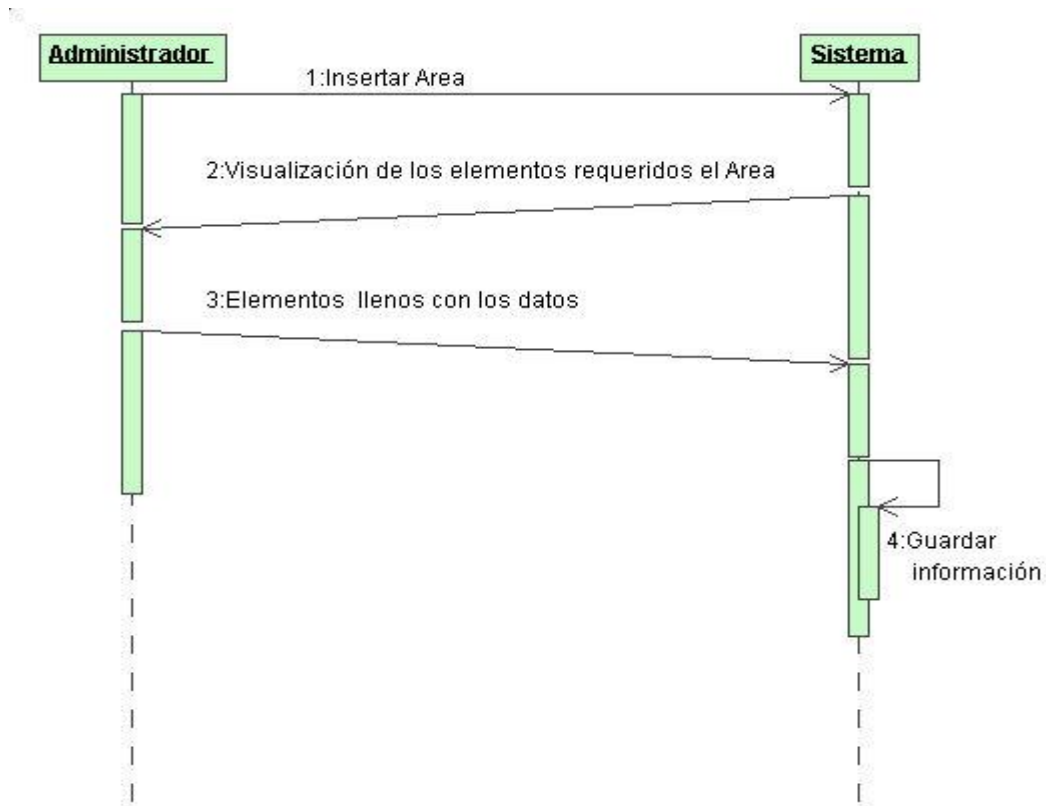 Administrador
Sistema
1:Insertar Area
2:Visualización de los elementos requeridos el Area
3:Elementos llenos con los datos
4:Guardar
información